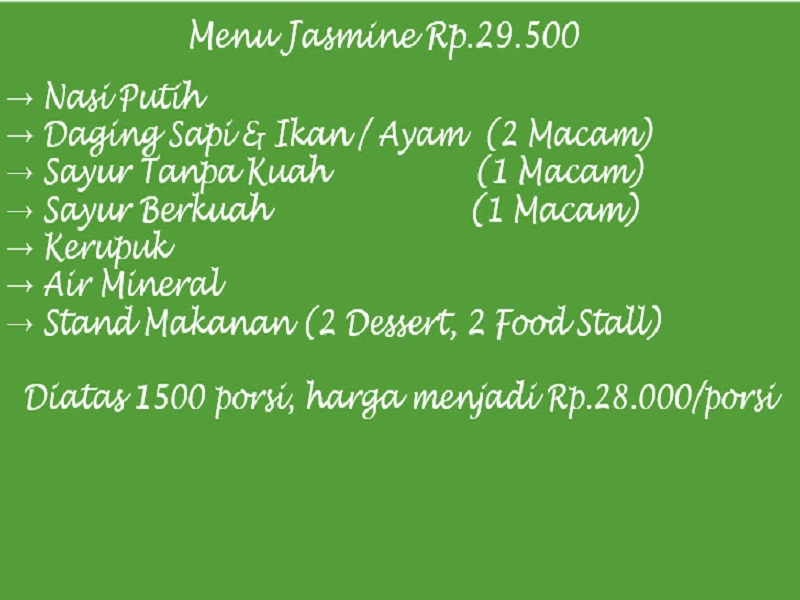 Menu Jasmine Rp.29.500
→ Nasi Putih
→ Daging Sapi & Ikan / Ayam (2 Macam)
→ Sayur Tanpa Kuah (1 Macam)
→ Sayur Berkuah (1 Macam)
→ Kerupuk
→ Air Mineral
→ Stand Makanan (2 Dessert, 2 Food Stall)
Diatas 1500 porsi, harga menjadi Rp.28.000/porsi